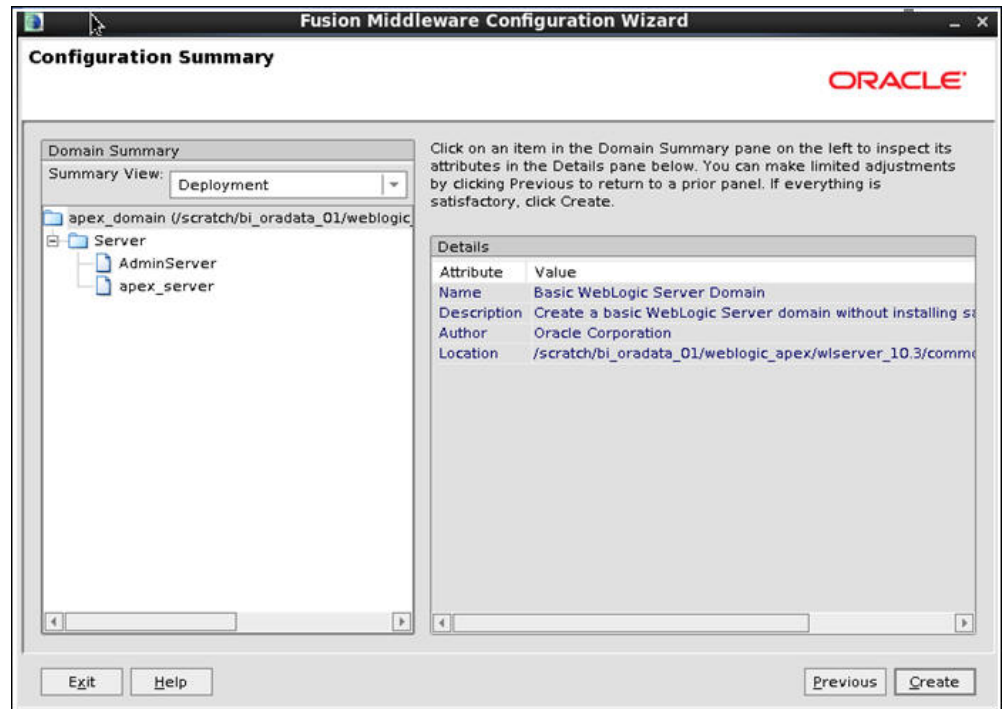 Fusion Middleware Configuration Wizard
Configuration Summary
ORACLE
Domain Summary
Summary View: Deployment
apex_domain (/scratch/bi_oradata_01/weblogic_
Server
AdminServer
apex_server
Click on an item in the Domain Summary pane on the left to inspect its
attributes in the Details pane below. You can make limited adjustments
by clicking Previous to return to a prior panel. If everything is
satisfactory, click Create.
Details
Attribute Value
Name Basic WebLogic Server Domain
Description Create a basic WebLogic Server domain without installing sa
Author Oracle Corporation
Location /scratch/bi_oradata_01/weblogic_apex/wlserver_10.3/commo
Exit Help Previous Create